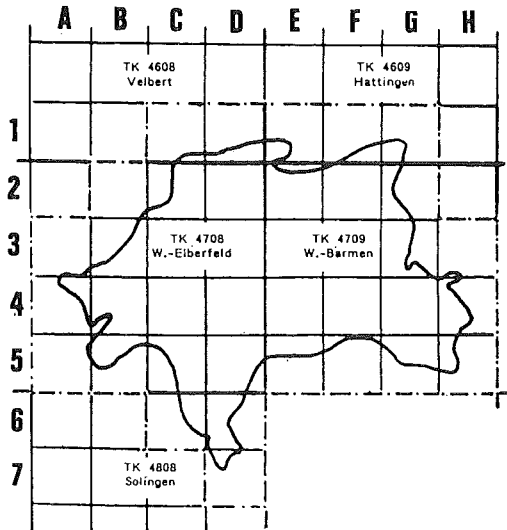 A B C D E F G H
TK 4608
Velbert
TK 4609
Hattingen
1
2
3
TK 4708
W.-Elberfeld
TK 4709
W.-Barmen
4
5
6
7
TK 4808
Solingen